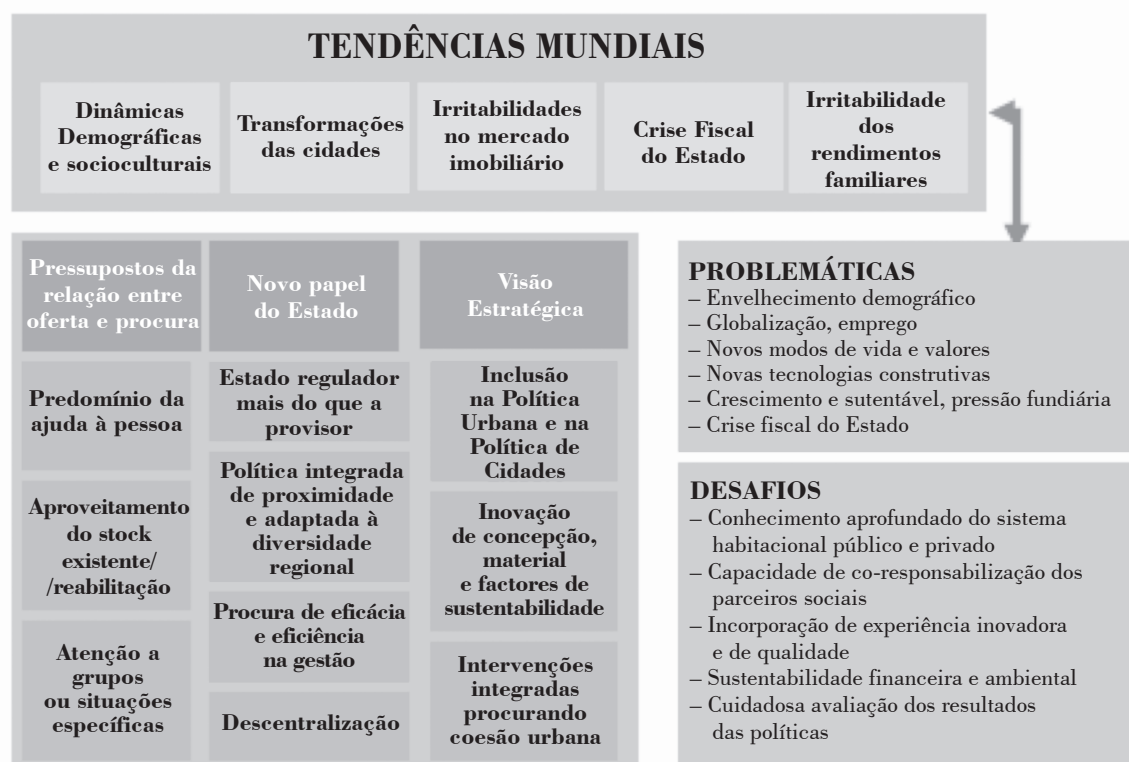 TENDÊNCIAS MUNDIAIS
Dinâmicas
Demográficas
e socioculturais
Transformações
das cidades
Irritabilidades
no mercado
imobiliário
Crise Fiscal
do Estado
Irritabilidade
dos
rendimentos
familiares
Pressupostos da
relação entre
oferta e procura
Predomínio da
ajuda à pessoa
Aproveitamento
do stock
existente/
/reabilitação
Atenção a
grupos
ou situações
específicas
Novo papel
do Estado
Estado regulador
mais do que a
provisor
Política integrada
de proximidade
e adaptada à
diversidade
regional
Procura de eficácia
e eficiência
na gestão
Descentralização
Visão
Estratégica
Inclusão
na Política
Urbana e na
Política de
Cidades
Inovação
de concepção,
material
e factores de
sustentabilidade
Intervenções
integradas
procurando
coesão urbana
PROBLEMÁTICAS
– Envelhecimento demográfico
– Globalização, emprego
– Novos modos de vida e valores
– Novas tecnologias construtivas
– Crescimento e sutentável, pressão fundiária
– Crise fiscal do Estado
DESAFIOS
– Conhecimento aprofundado do sistema
habitacional público e privado
– Capacidade de co-responsabilização dos
parceiros sociais
– Incorporação de experiência inovadora
e de qualidade
– Sustentabilidade financeira e ambiental
– Cuidadosa avaliação dos resultados
das políticas